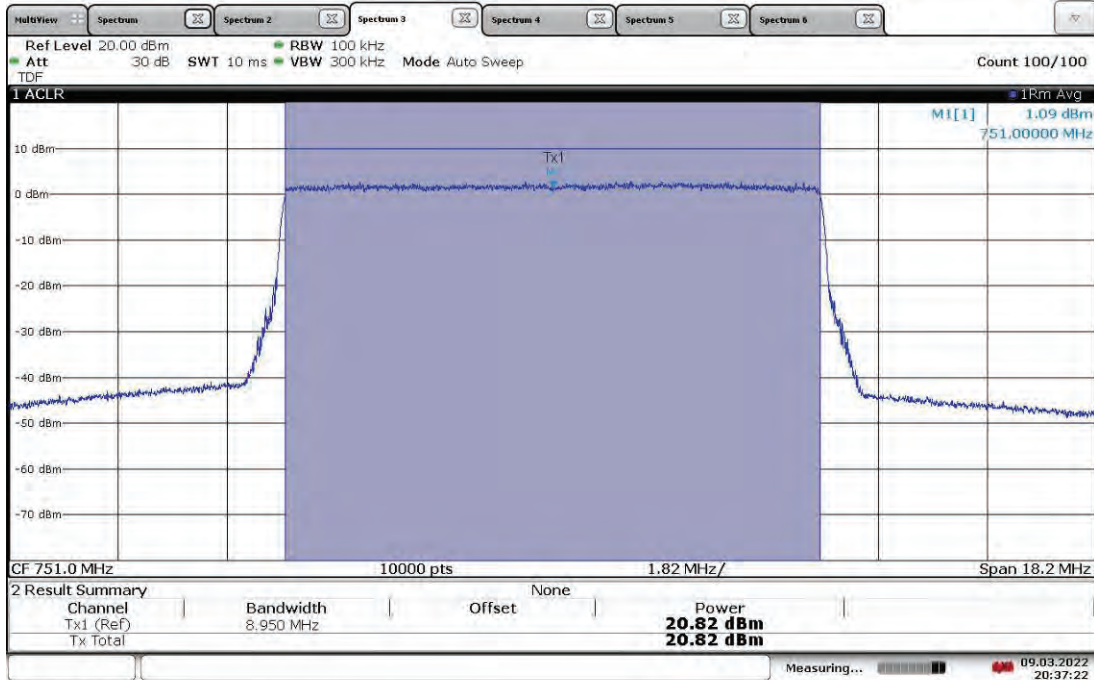 MultiView Spectrum Spectrum 2 Spectrum 3 Spectrum 4 Spectrum 5 Spectrum 6
Ref Level 20.00 dBm RBW 100 kHz
Att 30 dB SWT 10 ms VBW 300 kHz Mode Auto Sweep Count 100/100
TDF
1 ACLR 1Rm Avg
M1[1] 1.09 dBm
751.00000 MHz
10 dBm
Tx1
0 dBm
-10 dBm
-20 dBm
-30 dBm
-40 dBm
-50 dBm
-60 dBm
-70 dBm
CF 751.0 MHz 10000 pts 1.82 MHz/ Span 18.2 MHz
2 Result Summary None
Channel Bandwidth Offset Power
Tx1 (Ref) 8.950 MHz 20.82 dBm
Tx Total 20.82 dBm
Measuring... 09.03.2022
20:37:22